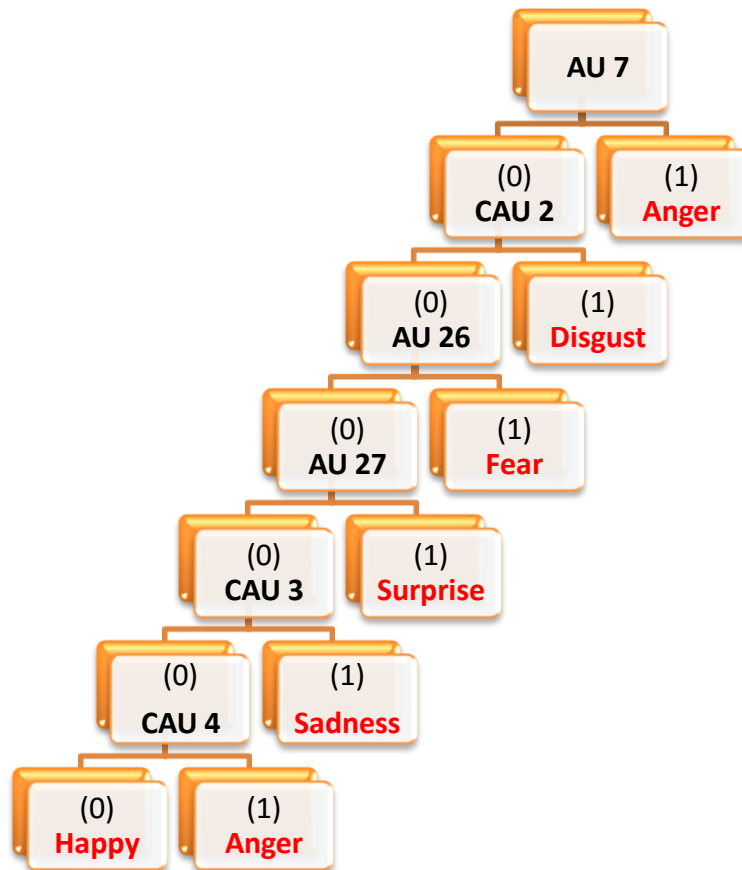 AU 7
(0)
CAU 2
(1)
Anger
(0)
AU 26
(1)
Disgust
(0)
AU 27
(1)
Fear
(0)
CAU 3
(1)
Surprise
(0)
CAU 4
(1)
Sadness
(0)
Happy
(1)
Anger